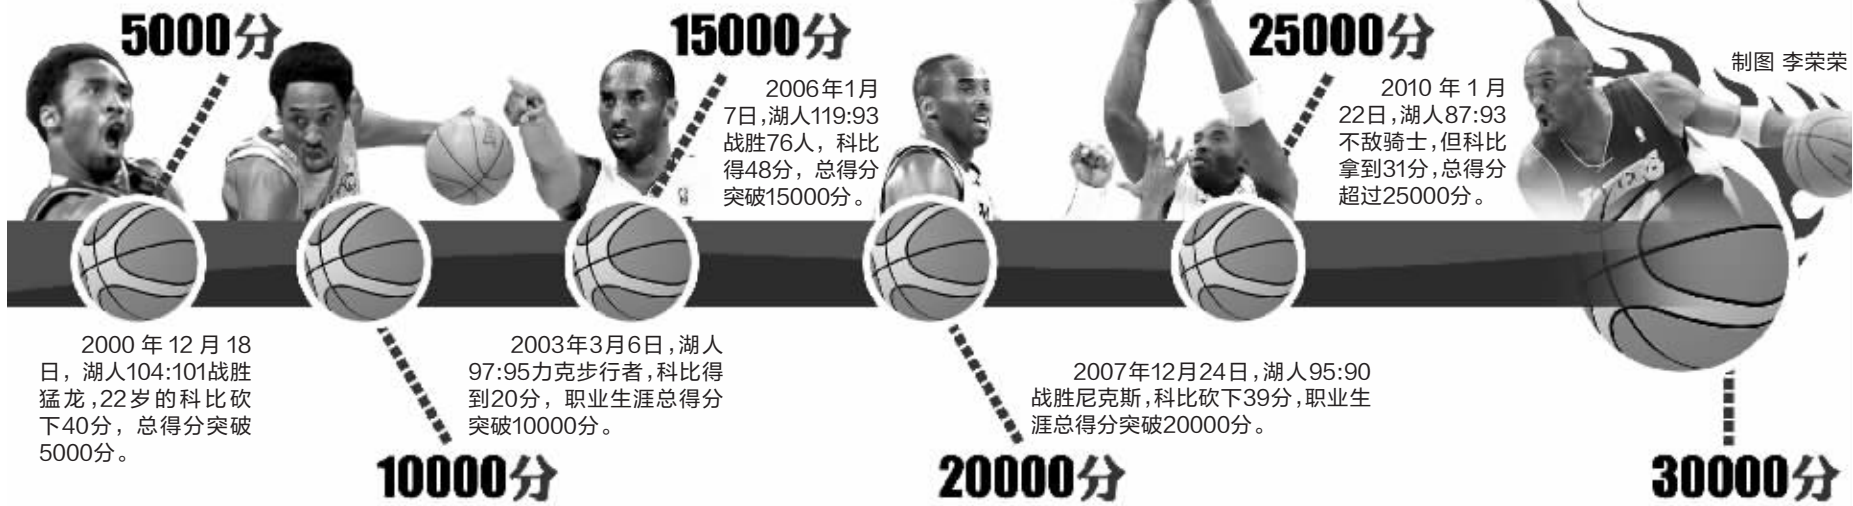 5000分
15000分
25000分
制图 李荣荣
2006年1月
7日,湖人119:93
战胜76人，科比
得48分，总得分
突破15000分。
2010 年 1 月
22日,湖人87:93
不敌骑士,但科比
拿到31分,总得分
超过25000分。
2000 年 12 月 18
日，湖人104:101战胜
猛龙,22岁的科比砍
下40分，总得分突破
5000分。
2003年3月6日,湖人
97:95力克步行者,科比得
到20分，职业生涯总得分
突破10000分。
2007年12月24日,湖人95:90
战胜尼克斯,科比砍下39分,职业生
涯总得分突破20000分。
10000分
20000分
30000分